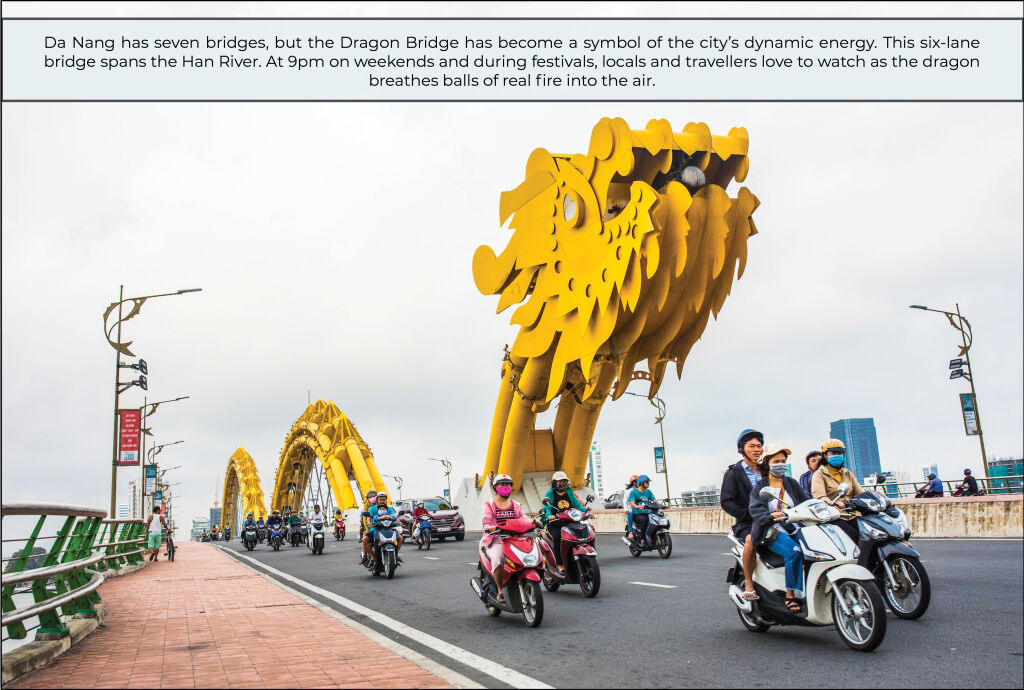 Da Nang has seven bridges, but the Dragon Bridge has become a symbol of the city’s dynamic energy. This six-lane
bridge spans the Han River. At 9pm on weekends and during festivals, locals and travellers love to watch as the dragon
breathes balls of real fire into the air.